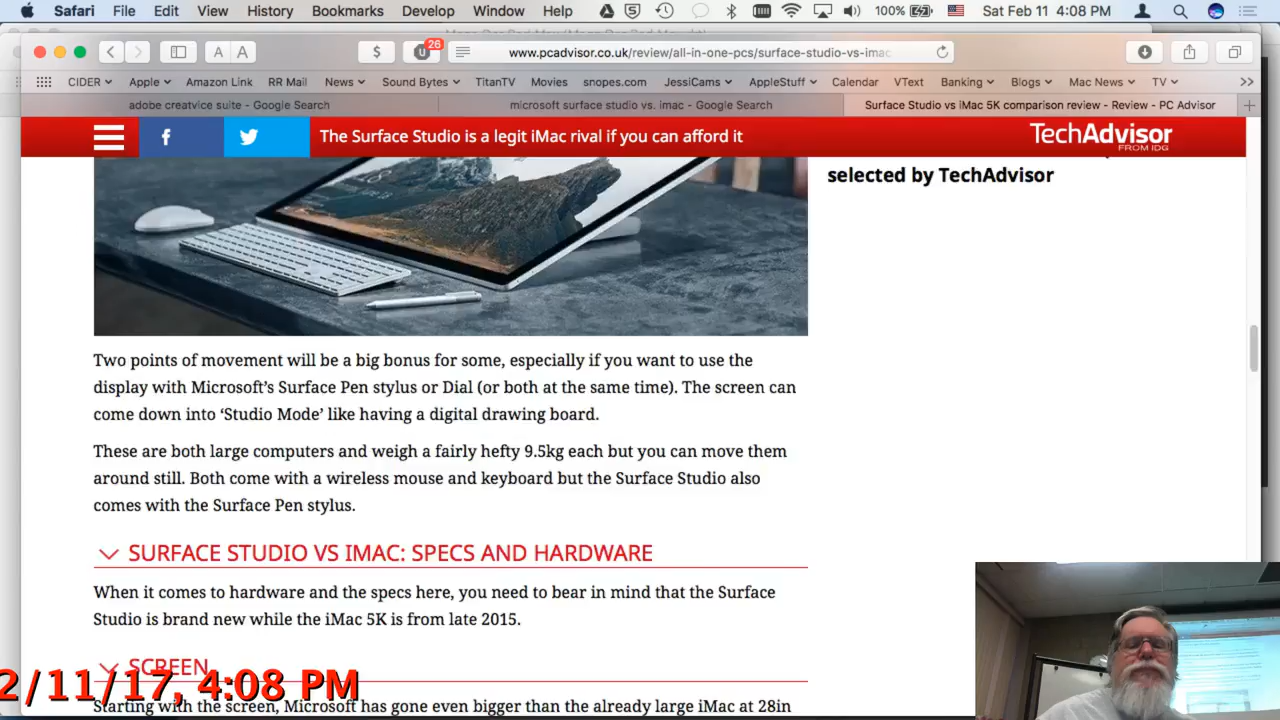 Safari File Edit View History Bookmarks Develop Window Help 100% Sat Feb 11 4:08 PM
A A $ 26 www.pcadvisor.co.uk/review/all-in-one-pcs/surface-studio-vs-imac
CIDER Apple Amazon Link RR Mail News Sound Bytes TitanTV Movies snopes.com JessiCams AppleStuff Calendar VText Banking Blogs Mac News TV
adobe creatvice suite - Google Search microsoft surface studio vs. imac - Google Search Surface Studio vs iMac 5K comparison review - Review - PC Advisor
The Surface Studio is a legit iMac rival if you can afford it TechAdvisor
FROM IDG
selected by TechAdvisor
Two points of movement will be a big bonus for some, especially if you want to use the
display with Microsoft's Surface Pen stylus or Dial (or both at the same time). The screen can
come down into ‘Studio Mode’ like having a digital drawing board.
These are both large computers and weigh a fairly hefty 9.5kg each but you can move them
around still. Both come with a wireless mouse and keyboard but the Surface Studio also
comes with the Surface Pen stylus.
SURFACE STUDIO VS IMAC: SPECS AND HARDWARE
When it comes to hardware and the specs here, you need to bear in mind that the Surface
Studio is brand new while the iMac 5K is from late 2015.
SCREEN
2/11/17, 4:08 PM
Starting with the screen, Microsoft has gone even bigger than the already large iMac at 28in